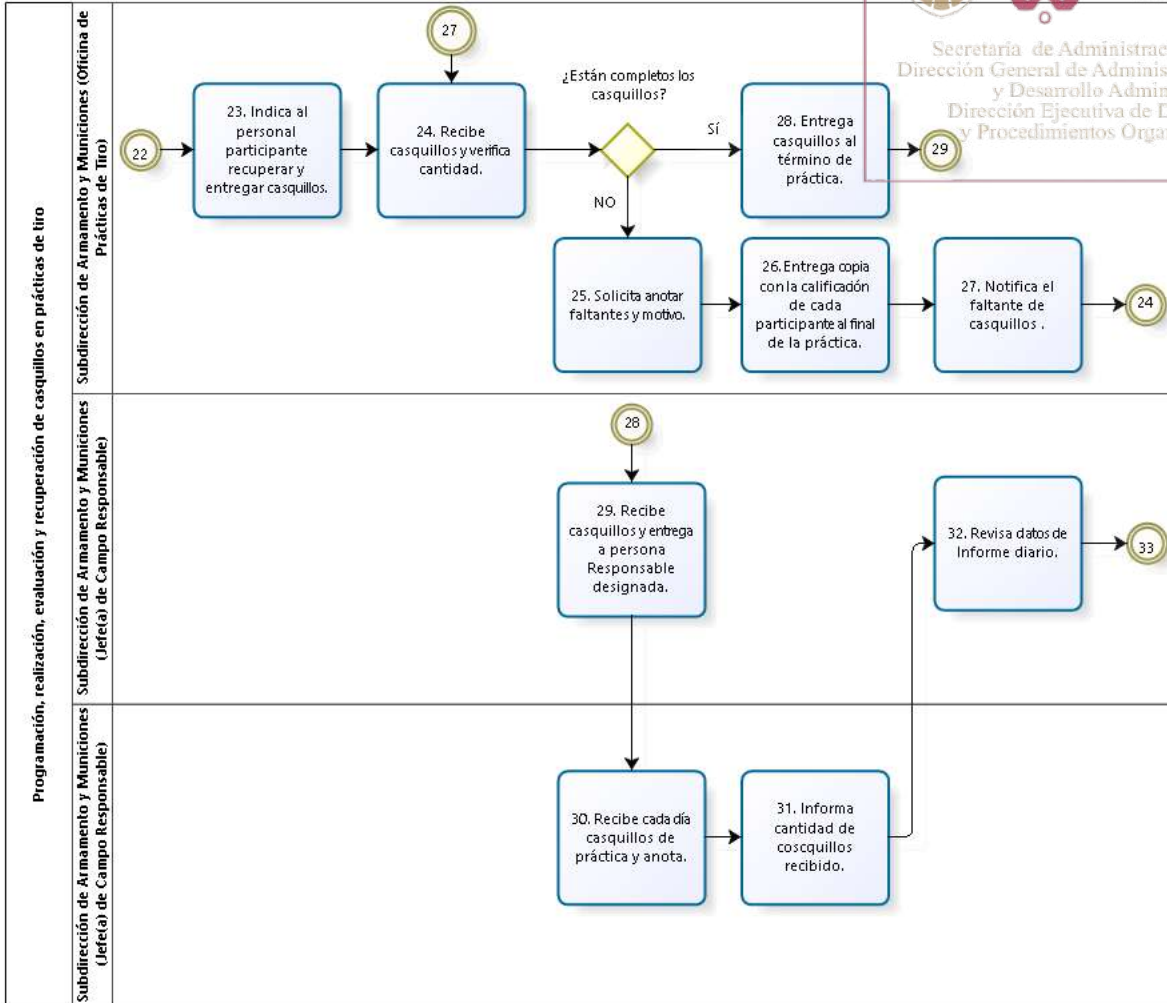 Programación, realización, evaluación y recuperación de casquillos en prácticas de tiro
Subdirección de Armamento y Municiones (Oficina de
Prácticas de Tiro)
27
Secretaría de Administrac
Dirección General de Adminis
y Desarrollo Admin
Dirección Ejecutiva de D
y Procedimientos Orga
¿Están completos los
casquillos?
22
23. Indica al
personal
participante
recuperar y
entregar casquillos.
24. Recibe
casquillos y verifica
cantidad.
Sí
28. Entrega
casquillos al
término de
práctica.
29
NO
25. Solicita anotar
faltantes y motivo.
26. Entrega copia
con la calificación
de cada
participante al final
de la práctica.
27. Notifica el
faltante de
casquillos .
24
Subdirección de Armamento y Municiones
(Jefe(a) de Campo Responsable)
28
29. Recibe
casquillos y entrega
a persona
Responsable
designada.
32. Revisa datos de
Informe diario.
33
Subdirección de Armamento y Municiones
(Jefe(a) de Campo Responsable)
30. Recibe cada día
casquillos de
práctica y anota.
31. Informa
cantidad de
coscquillos
recibido.